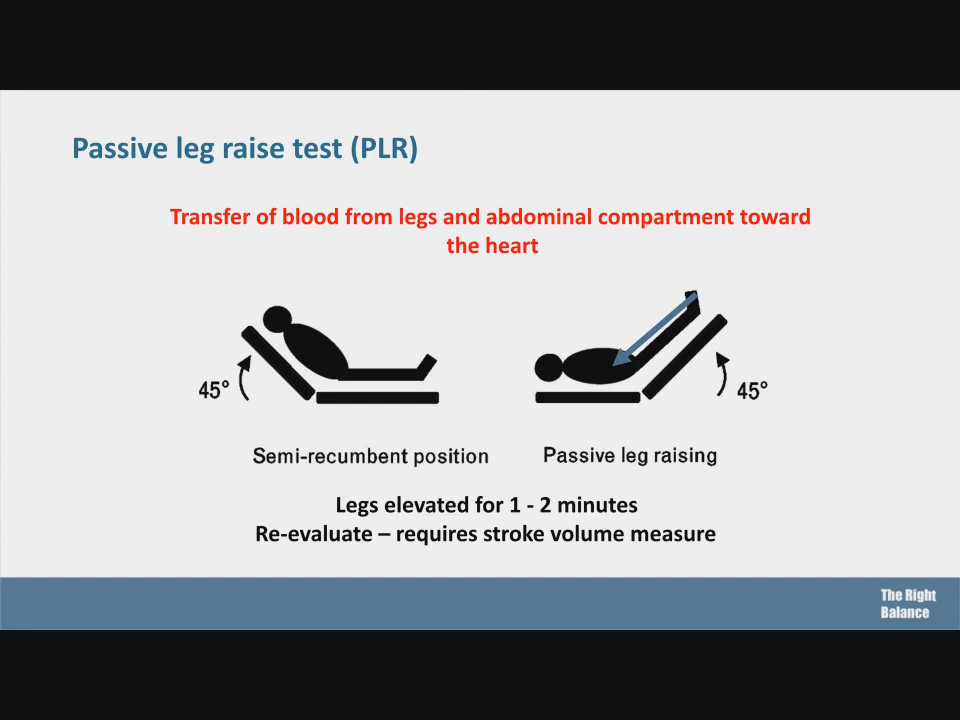 Passive leg raise test (PLR)
Transfer of blood from legs and abdominal compartment toward
the heart
45°
45°
Semi-recumbent position
Passive leg raising
Legs elevated for 1 - 2 minutes
Re-evaluate – requires stroke volume measure
The Right
Balance